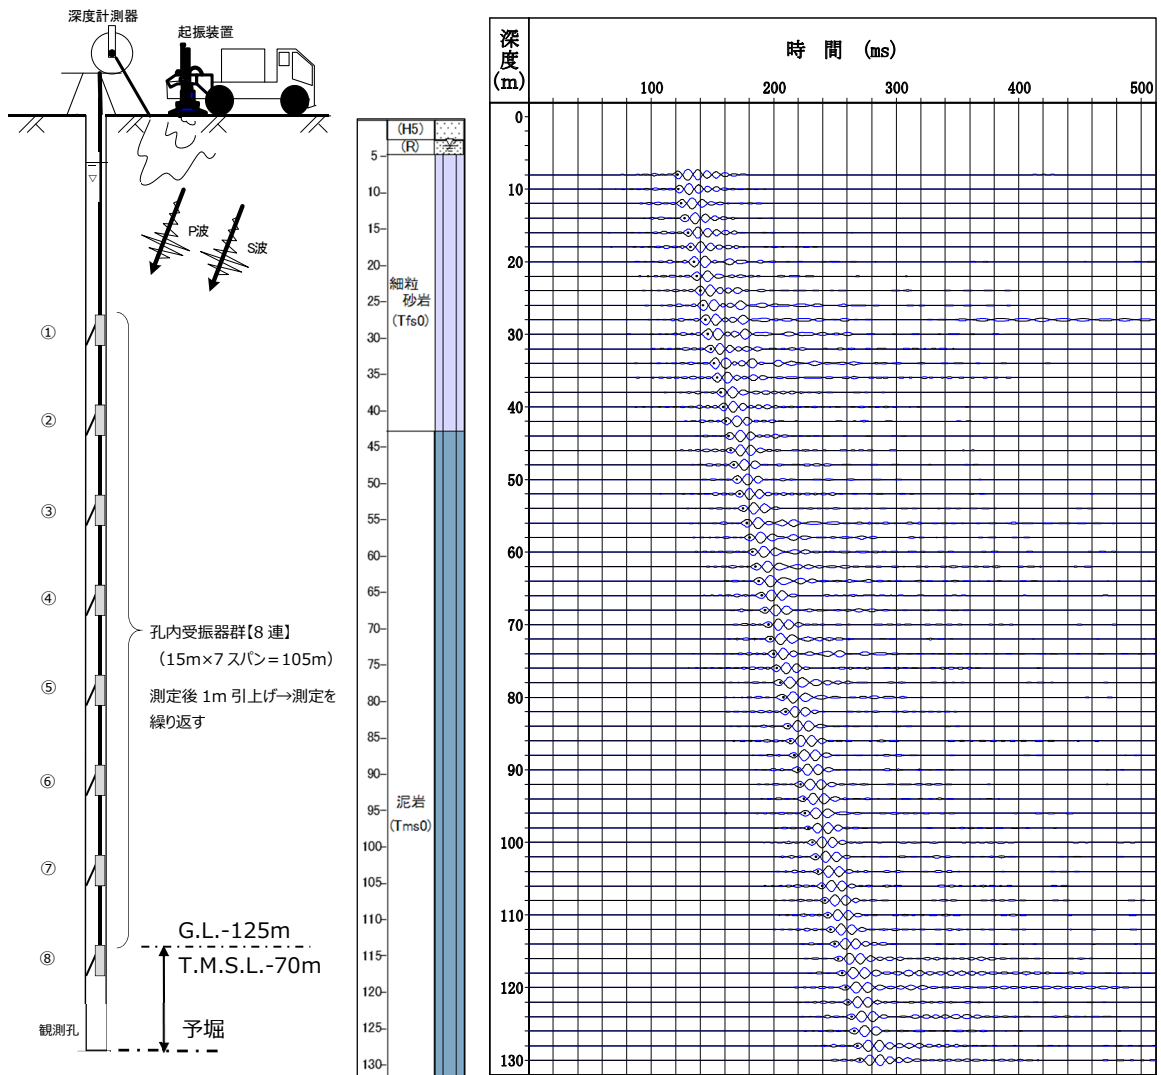 深度計測器
起振装置
P波
S波
①
②
③
④
⑤
⑥
⑦
⑧
孔内受振器群【8 連】
（15m×7 スパン＝105m）
測定後 1m 引上げ→測定を
繰り返す
G.L.-125m
T.M.S.L.-70m
観測孔
予堀
(H5)
(R)
5
10
15
20
25
30
35
40
45
50
55
60
65
70
75
80
85
90
95
100
105
110
115
120
125
130
細粒
砂岩
(Tfs0)
泥岩
(Tms0)
深度(m)
時 間 (ms)
100 200 300 400 500
0
10
20
30
40
50
60
70
80
90
100
110
120
130